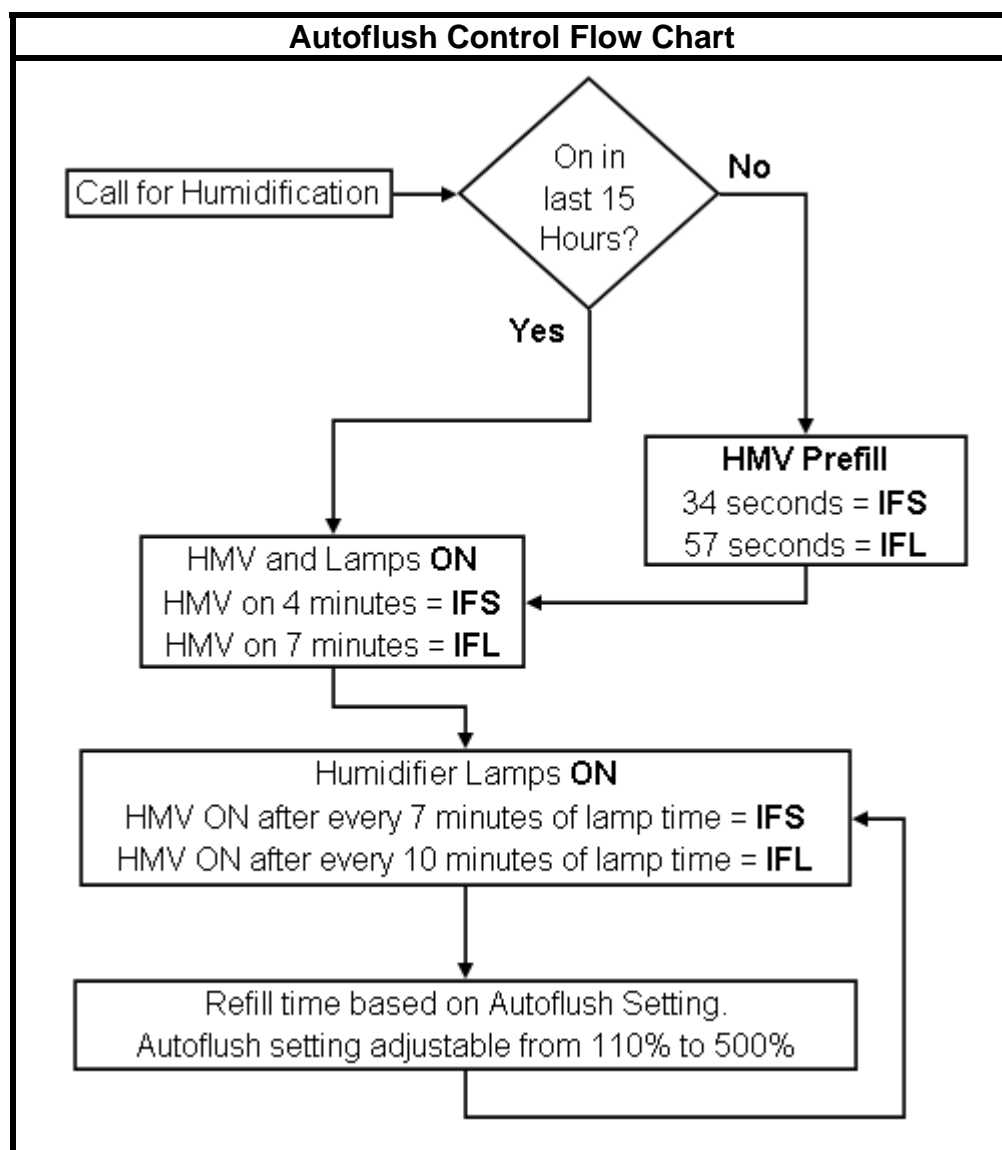 Autoflush Control Flow Chart
Call for Humidification
On in
last 15
Hours?
No
Yes
HMV Prefill
34 seconds = IFS
57 seconds = IFL
HMV and Lamps ON
HMV on 4 minutes = IFS
HMV on 7 minutes = IFL
Humidifier Lamps ON
HMV ON after every 7 minutes of lamp time = IFS
HMV ON after every 10 minutes of lamp time = IFL
Refill time based on Autoflush Setting.
Autoflush setting adjustable from 110% to 500%